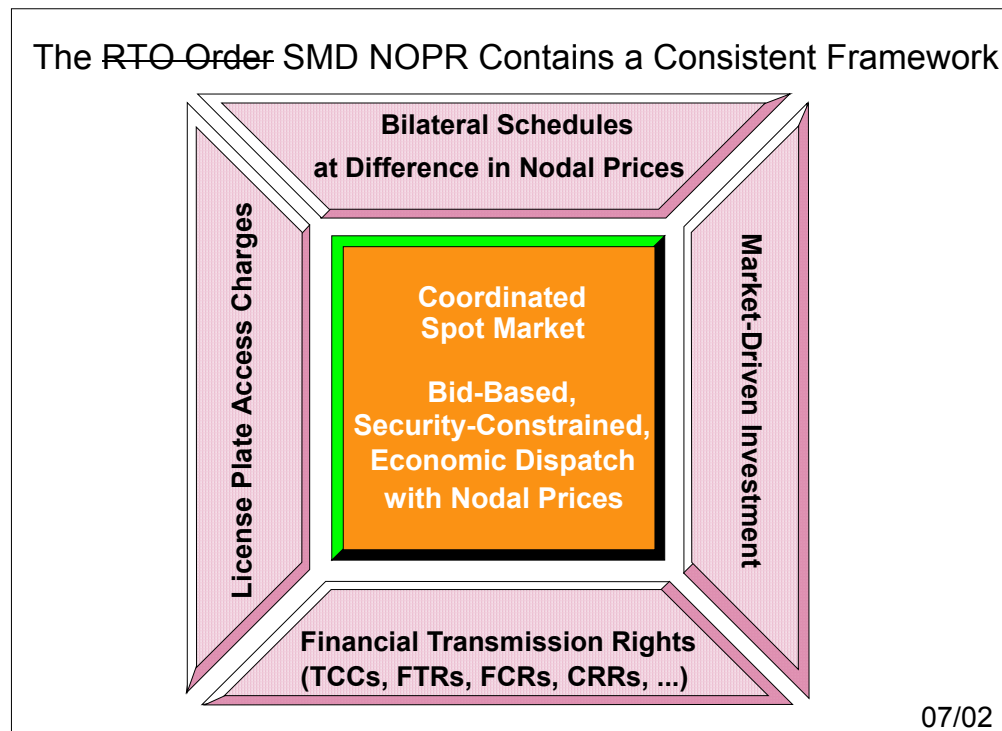 The RTO Order SMD NOPR Contains a Consistent Framework
Bilateral Schedules
at Difference in Nodal Prices
License Plate Access Charges
Coordinated
Spot Market
Bid-Based,
Security-Constrained,
Economic Dispatch
with Nodal Prices
Market-Driven Investment
Financial Transmission Rights
(TCCs, FTRs, FCRs, CRRs, ...)
07/02